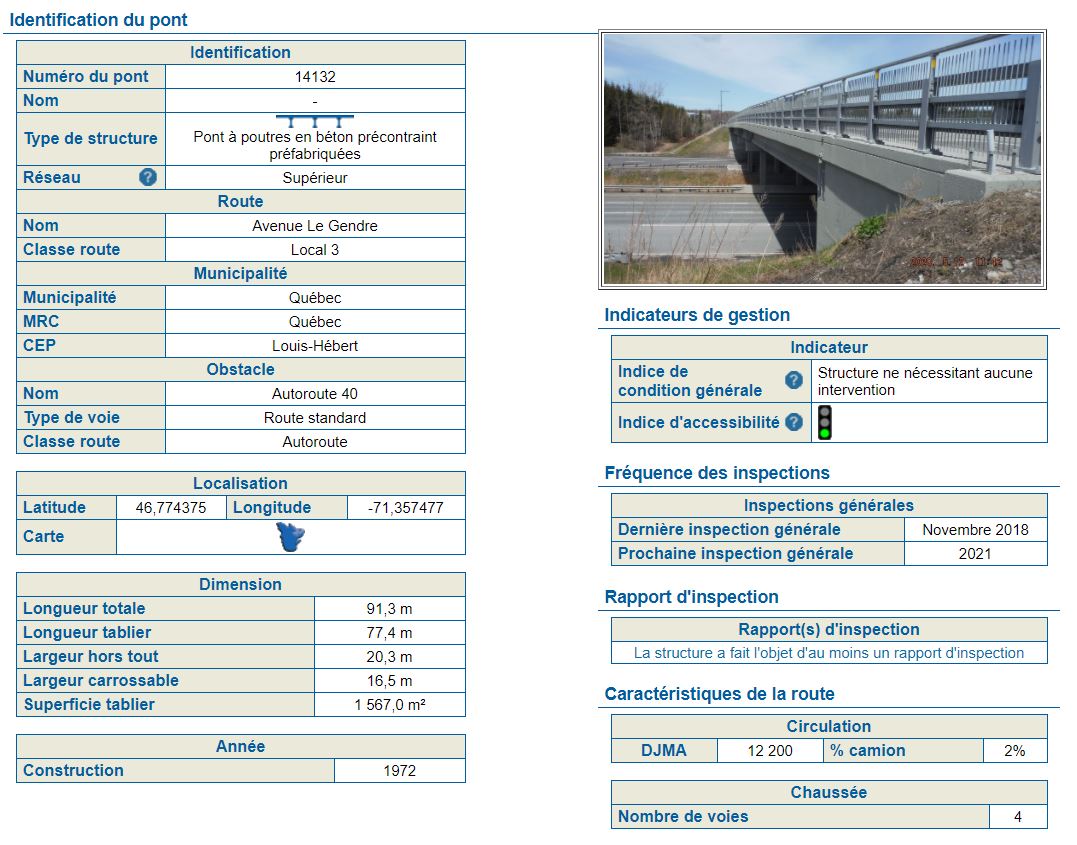 Identification du pont
Identification
Numéro du pont 14132
Nom -
Type de structure Pont à poutres en béton précontraint
préfabriquées
Réseau ? Supérieur
Route
Nom Avenue Le Gendre
Classe route Local 3
Municipalité
Municipalité Québec
MRC Québec
CEP Louis-Hébert
Obstacle
Nom Autoroute 40
Type de voie Route standard
Classe route Autoroute
Localisation
Latitude 46,774375 Longitude -71,357477
Carte
Dimension
Longueur totale 91,3 m
Longueur tablier 77,4 m
Largeur hors tout 20,3 m
Largeur carrossable 16,5 m
Superficie tablier 1 567,0 m²
Année
Construction 1972
Indicateurs de gestion
Indicateur
Indice de
condition générale ? Structure ne nécessitant aucune
intervention
Indice d'accessibilité ?
Fréquence des inspections
Inspections générales
Dernière inspection générale Novembre 2018
Prochaine inspection générale 2021
Rapport d'inspection
Rapport(s) d'inspection
La structure a fait l'objet d'au moins un rapport d'inspection
Caractéristiques de la route
Circulation
DJMA 12 200 % camion 2%
Chaussée
Nombre de voies 4